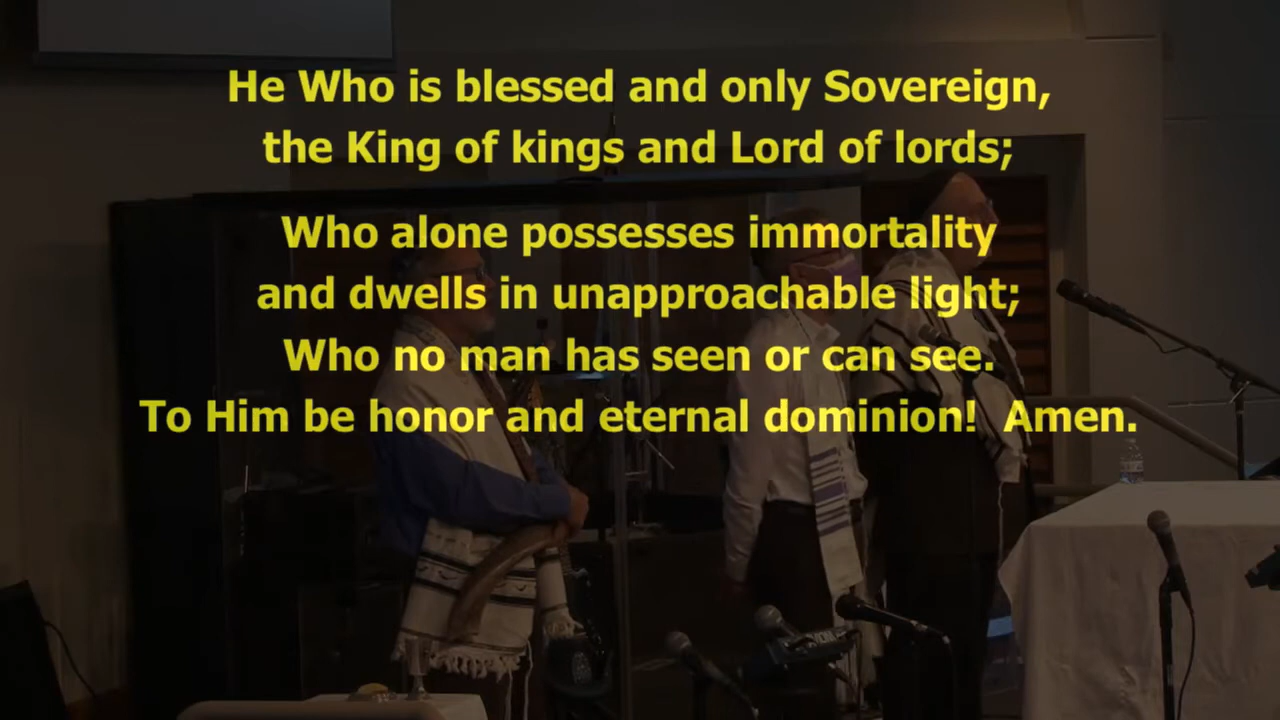 He Who is blessed and only Sovereign,
the King of kings and Lord of lords;
Who alone possesses immortality
and dwells in unapproachable light;
Who no man has seen or can see.
To Him be honor and eternal dominion!  Amen.